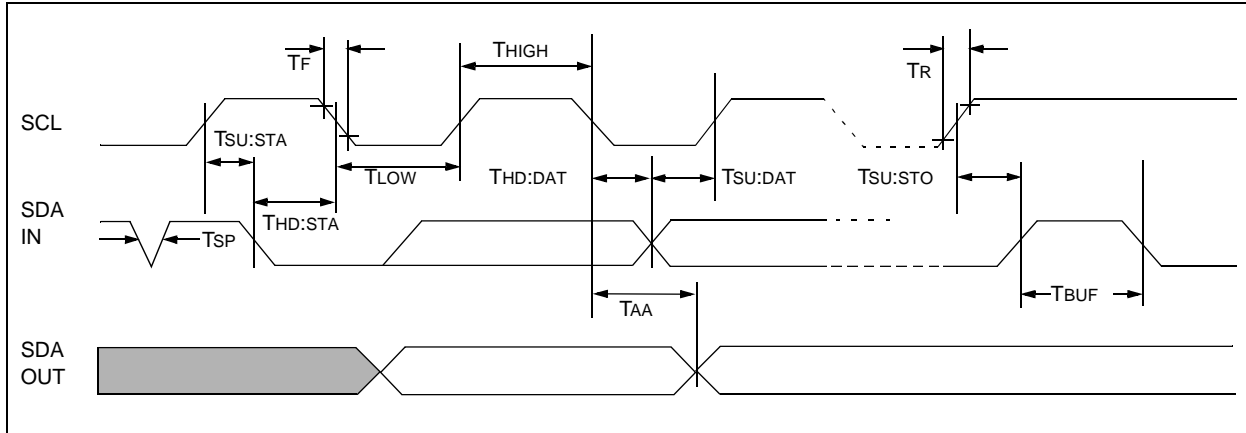 TF
THIGH
TR
SCL
TSU:STA
TLOW
THD:DAT
TSU:DAT
TSU:STO
SDA
IN
THD:STA
TSP
TAA
TBUF
SDA
OUT